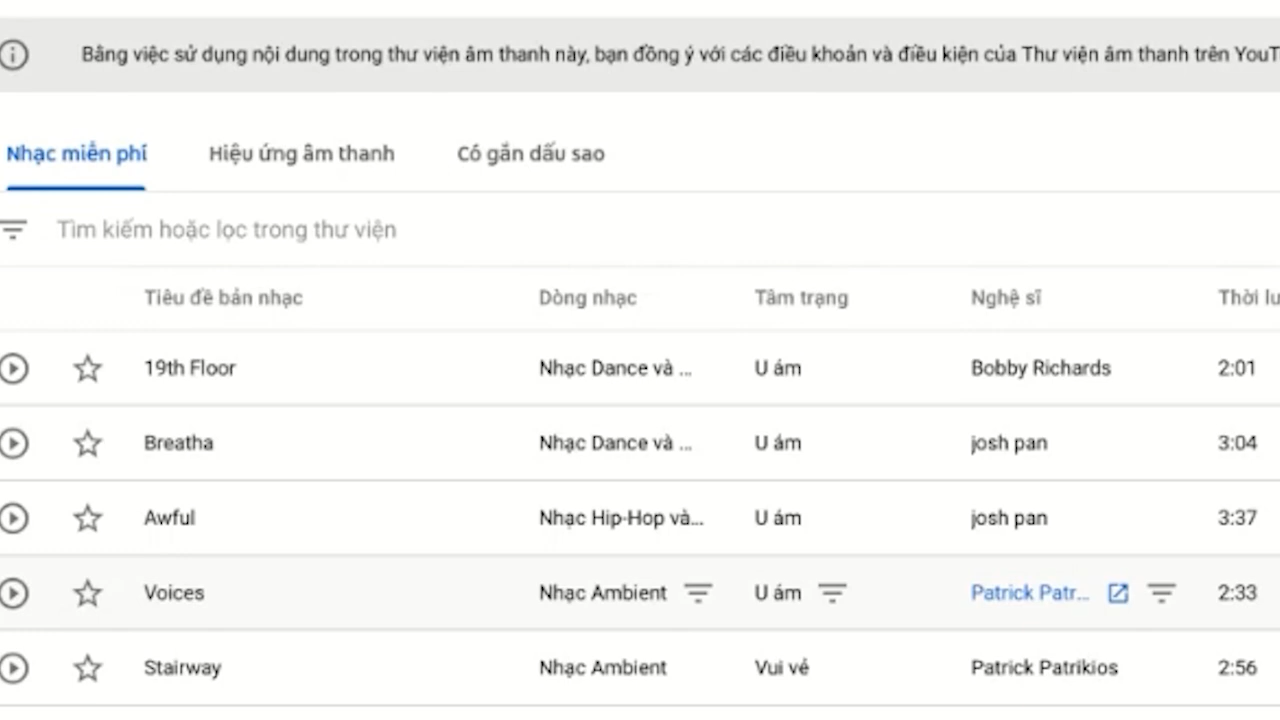 Bằng việc sử dụng nội dung trong thư viện âm thanh này, bạn đồng ý với các điều khoản và điều kiện của Thư viện âm thanh trên YouT
Nhạc miễn phí Hiệu ứng âm thanh Có gắn dấu sao
Tìm kiếm hoặc lọc trong thư viện
Tiêu đề bản nhạc Dòng nhạc Tâm trạng Nghệ sĩ Thời lư
19th Floor Nhạc Dance và ... U ám Bobby Richards 2:01
Breatha Nhạc Dance và ... U ám josh pan 3:04
Awful Nhạc Hip-Hop và... U ám josh pan 3:37
Voices Nhạc Ambient U ám Patrick Patr... 2:33
Stairway Nhạc Ambient Vui vẻ Patrick Patrikios 2:56